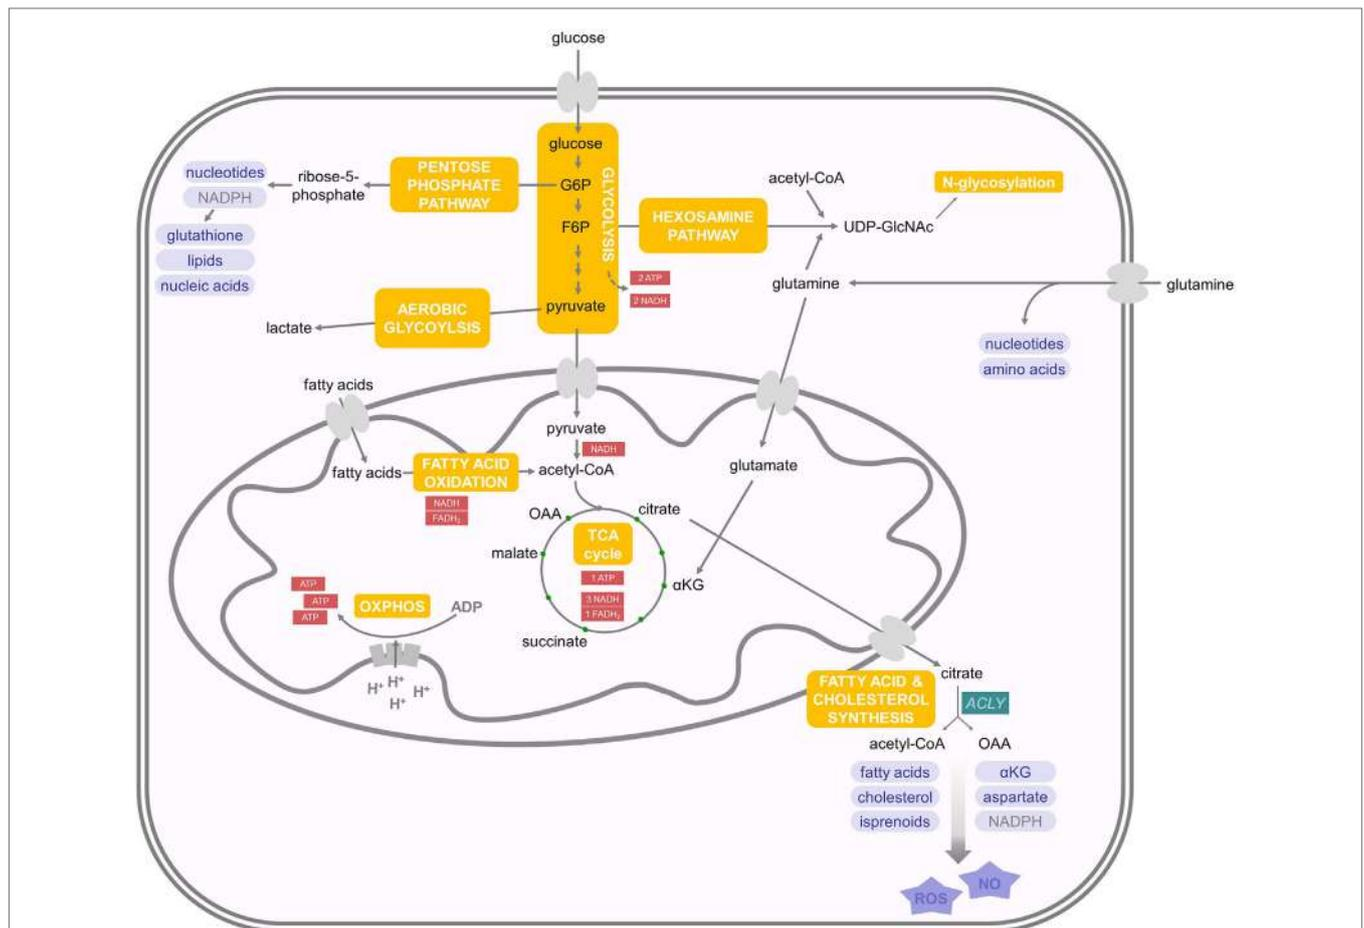 glucose
glucose
G6P
F6P
pyruvate
GLYCOLYSIS
2 ATP
2 NADH
PENTOSE
PHOSPHATE
PATHWAY
ribose-5-
phosphate
nucleotides
NADPH
glutathione
lipids
nucleic acids
AEROBIC
GLYCOYLSIS
lactate
HEXOSAMINE
PATHWAY
acetyl-CoA
UDP-GlcNAc
N-glycosylation
glutamine
glutamine
nucleotides
amino acids
fatty acids
fatty acids
FATTY ACID
OXIDATION
NADH
FADH₂
pyruvate
NADH
acetyl-CoA
glutamate
OAA
citrate
malate
αKG
succinate
TCA
cycle
1 ATP
3 NADH
1 FADH₂
ATP
ATP
ATP
OXPHOS
ADP
H⁺
H⁺
H⁺
H⁺
FATTY ACID &
CHOLESTEROL
SYNTHESIS
citrate
ACLY
acetyl-CoA
OAA
fatty acids
cholesterol
isprenoids
αKG
aspartate
NADPH
ROS
NO